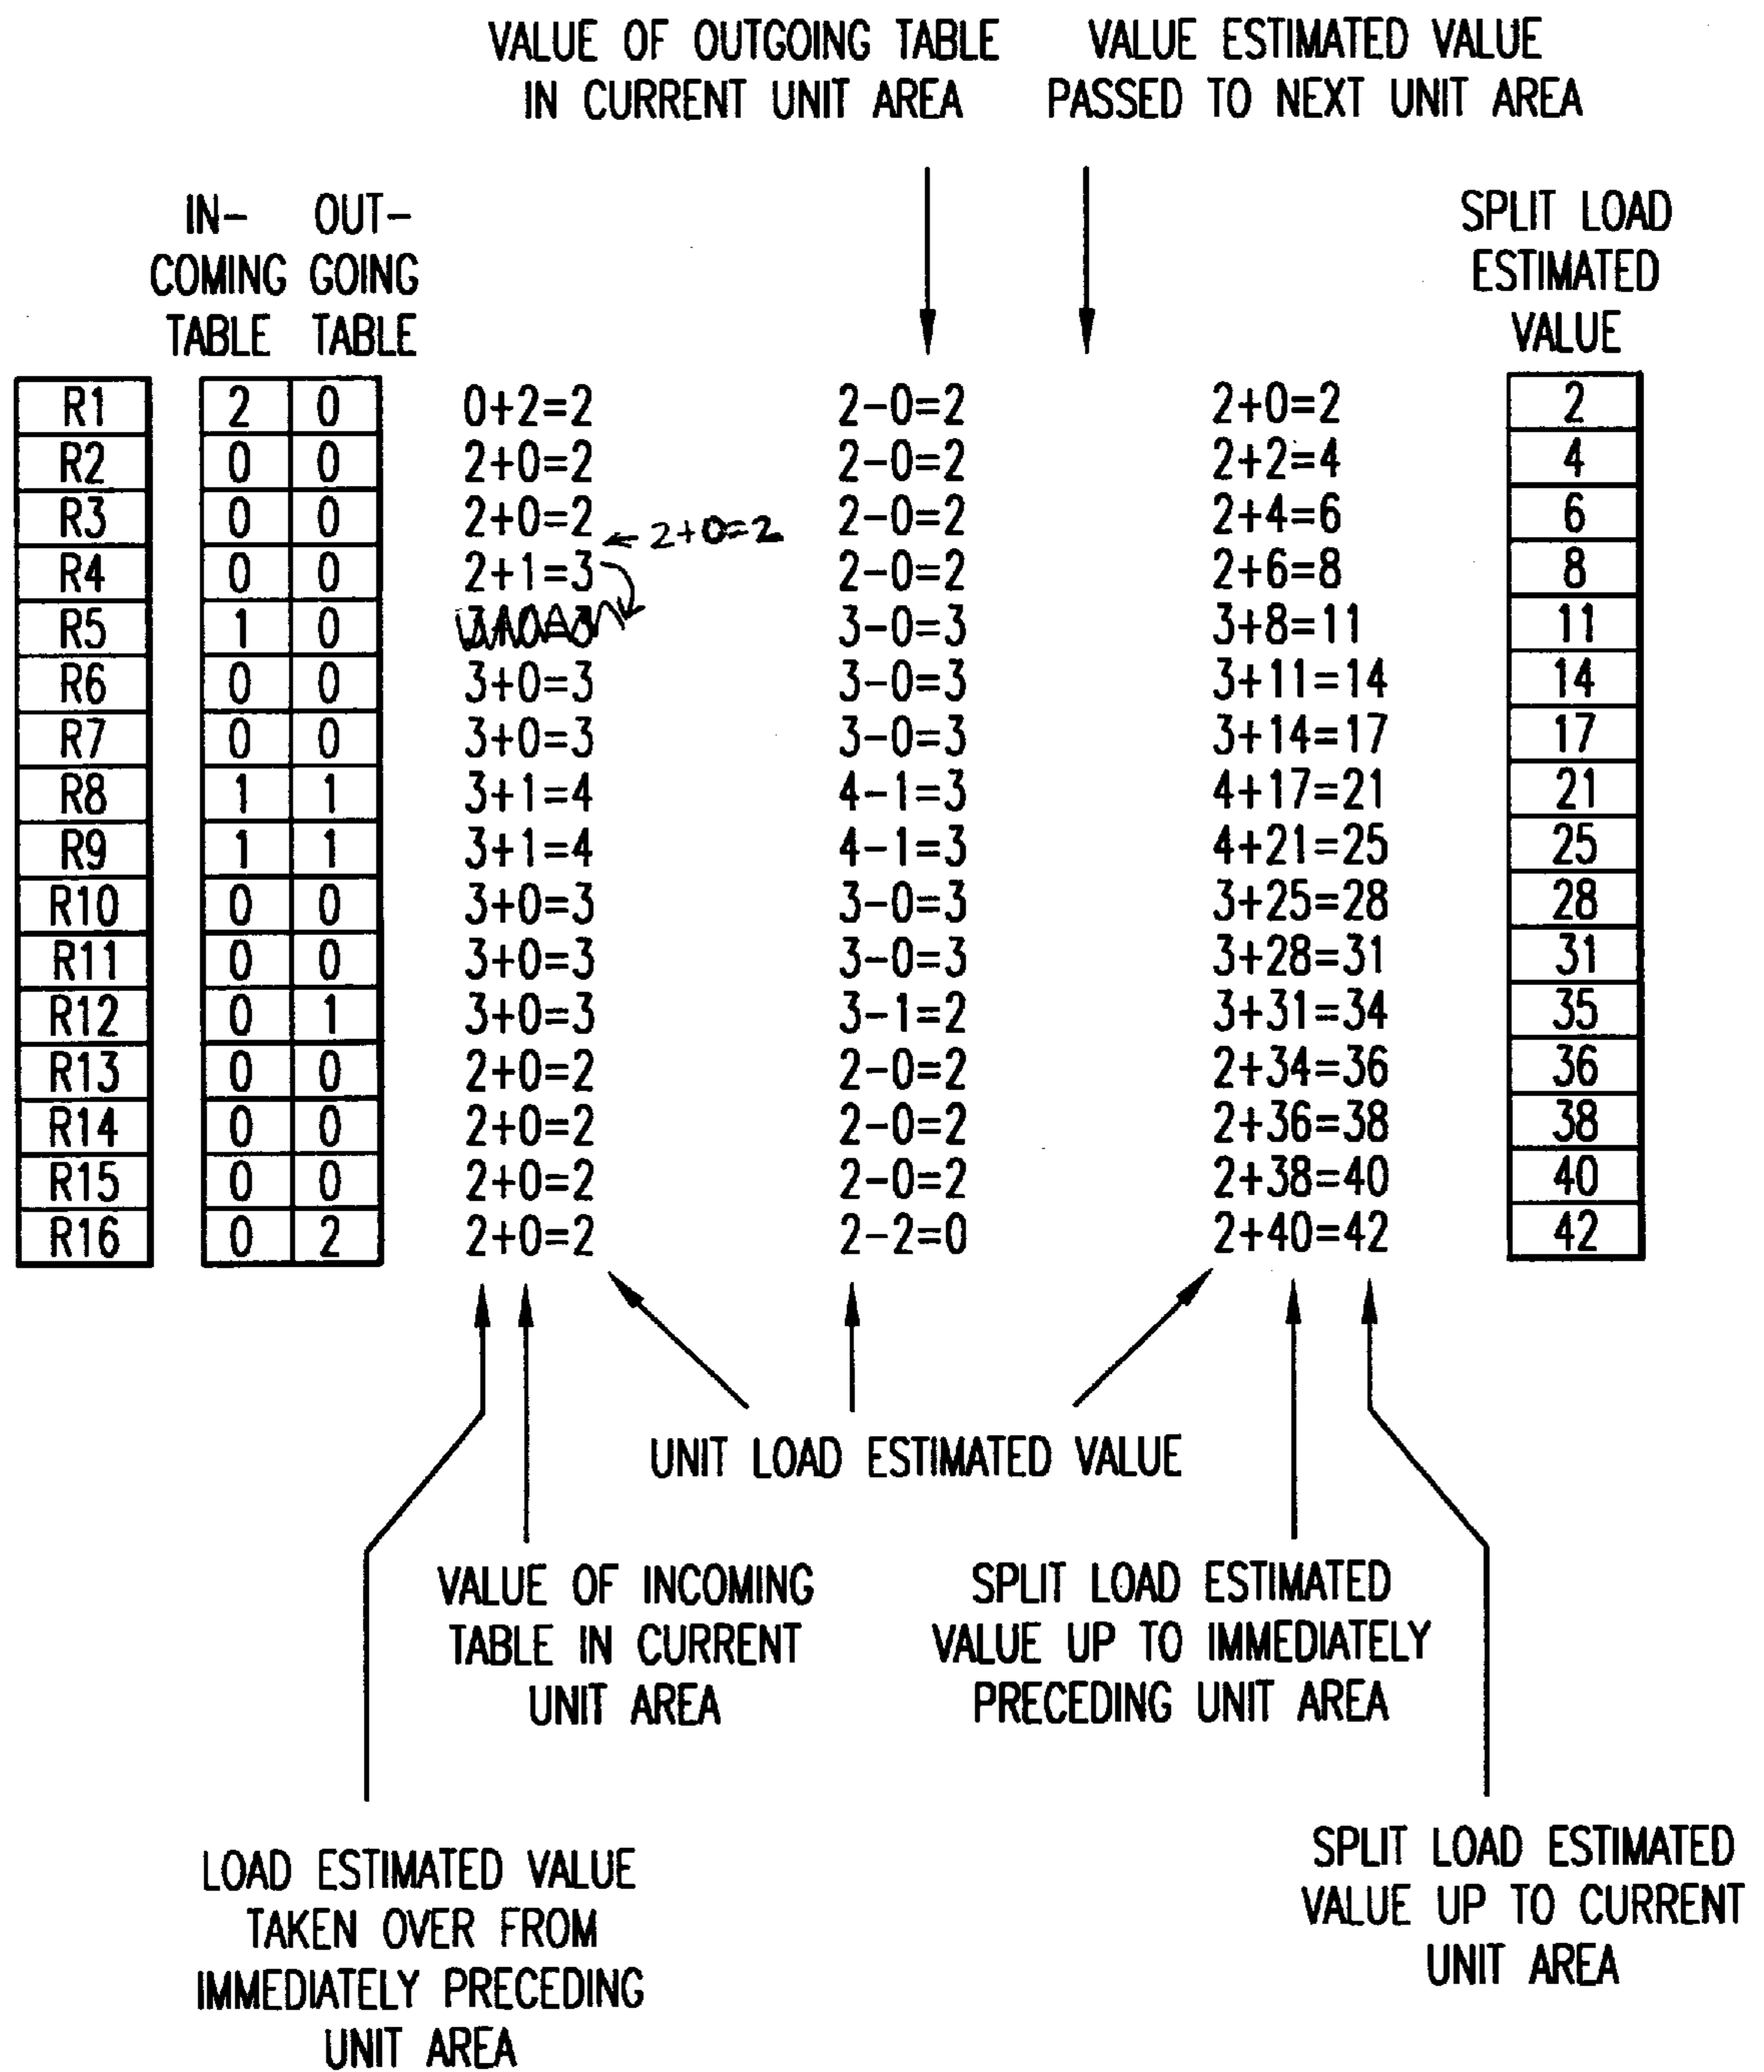 VALUE OF OUTGOING TABLE
IN CURRENT UNIT AREA
VALUE ESTIMATED VALUE
PASSED TO NEXT UNIT AREA
IN-
COMING
TABLE
OUT-
GOING
TABLE
SPLIT LOAD
ESTIMATED
VALUE
R1 2 0 0+2=2 2-0=2 2+0=2 2
R2 0 0 2+0=2 2-0=2 2+2=4 4
R3 0 0 2+0=2 2-0=2 2+4=6 6
←2+0=2
R4 0 0 2+1=3 2-0=2 2+6=8 8
R5 1 0 3+0=3 3-0=3 3+8=11 11
R6 0 0 3+0=3 3-0=3 3+11=14 14
R7 0 0 3+0=3 3-0=3 3+14=17 17
R8 1 1 3+1=4 4-1=3 4+17=21 21
R9 1 1 3+1=4 4-1=3 4+21=25 25
R10 0 0 3+0=3 3-0=3 3+25=28 28
R11 0 0 3+0=3 3-0=3 3+28=31 31
R12 0 1 3+0=3 3-1=2 3+31=34 35
R13 0 0 2+0=2 2-0=2 2+34=36 36
R14 0 0 2+0=2 2-0=2 2+36=38 38
R15 0 0 2+0=2 2-0=2 2+38=40 40
R16 0 2 2+0=2 2-2=0 2+40=42 42
UNIT LOAD ESTIMATED VALUE
VALUE OF INCOMING
TABLE IN CURRENT
UNIT AREA
SPLIT LOAD ESTIMATED
VALUE UP TO IMMEDIATELY
PRECEDING UNIT AREA
LOAD ESTIMATED VALUE
TAKEN OVER FROM
IMMEDIATELY PRECEDING
UNIT AREA
SPLIT LOAD ESTIMATED
VALUE UP TO CURRENT
UNIT AREA